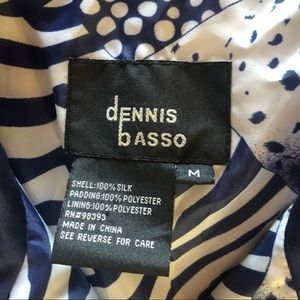 dENNIS
bASSO
M
SHELL:100% SILK
PADDING:100% POLYESTER
LINING:100% POLYESTER
RN#98393
MADE IN CHINA
SEE REVERSE FOR CARE